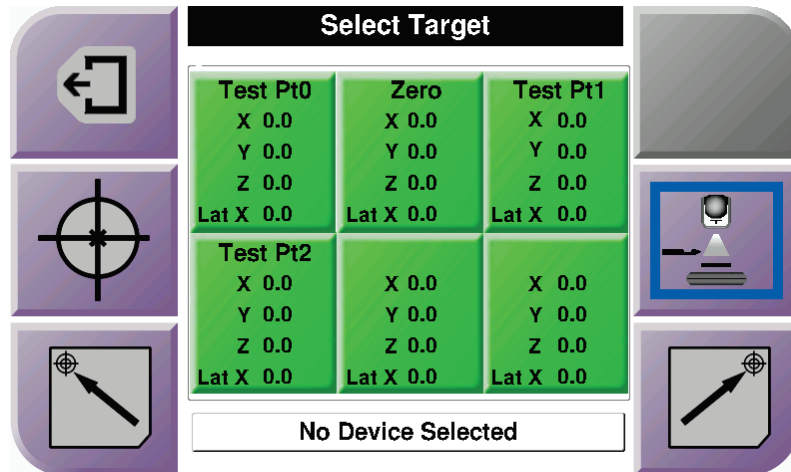 Select Target
Test Pt0 Zero Test Pt1
X 0.0 X 0.0 X 0.0
Y 0.0 Y 0.0 Y 0.0
Z 0.0 Z 0.0 Z 0.0
Lat X 0.0 Lat X 0.0 Lat X 0.0
Test Pt2
X 0.0 X 0.0 X 0.0
Y 0.0 Y 0.0 Y 0.0
Z 0.0 Z 0.0 Z 0.0
Lat X 0.0 Lat X 0.0 Lat X 0.0
No Device Selected